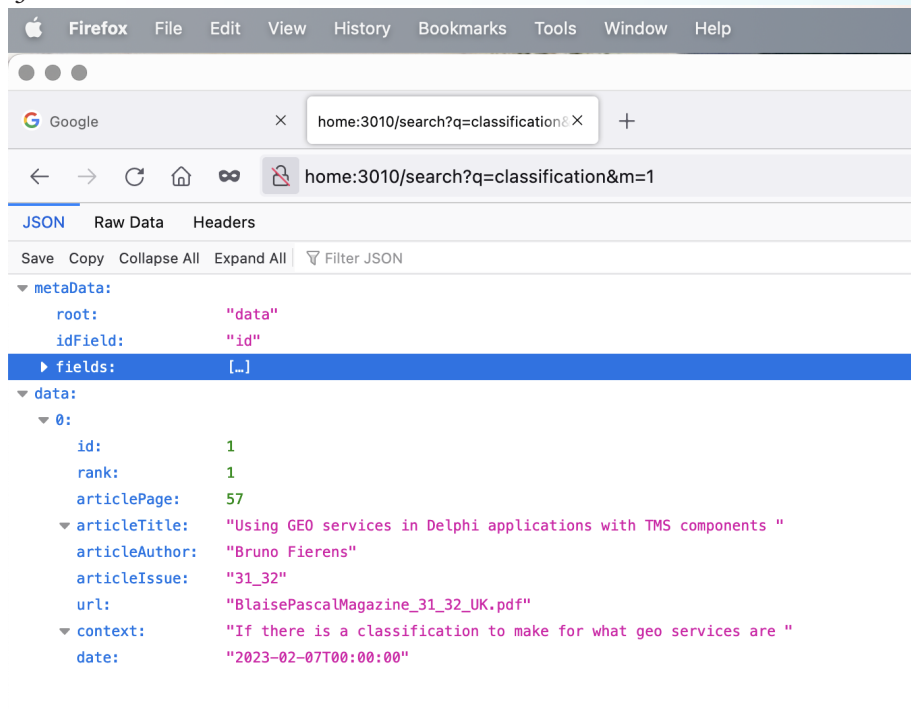 Firefox File Edit View History Bookmarks Tools Window Help
Google home:3010/search?q=classification&
home:3010/search?q=classification&m=1
JSON Raw Data Headers
Save Copy Collapse All Expand All Filter JSON
metaData:
root: "data"
idField: "id"
fields: […]
data:
0:
id: 1
rank: 1
articlePage: 57
articleTitle: "Using GEO services in Delphi applications with TMS components "
articleAuthor: "Bruno Fierens"
articleIssue: "31_32"
url: "BlaisePascalMagazine_31_32_UK.pdf"
context: "If there is a classification to make for what geo services are "
date: "2023-02-07T00:00:00"